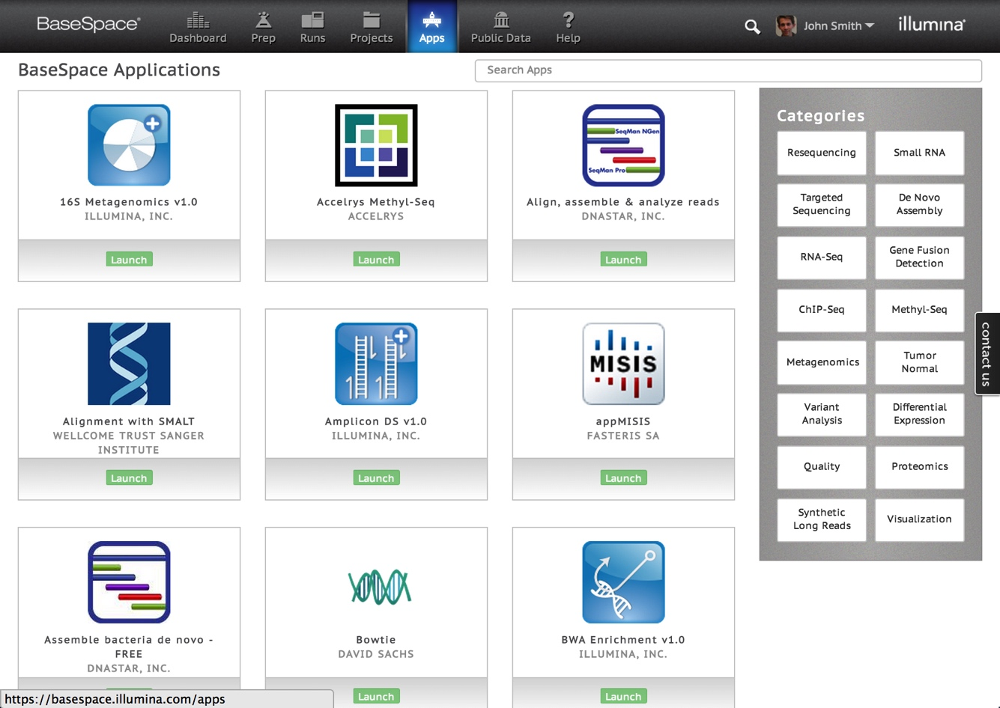 BaseSpace®
Dashboard
Prep
Runs
Projects
Apps
Public Data
Help
John Smith
illumina®
BaseSpace Applications
Search Apps
16S Metagenomics v1.0
ILLUMINA, INC.
Launch
Accelrys Methyl-Seq
ACCELRYS
Launch
SeqMan NGen
SeqMan Pro
Align, assemble & analyze reads
DNASTAR, INC.
Launch
Alignment with SMALT
WELLCOME TRUST SANGER
INSTITUTE
Launch
Amplicon DS v1.0
ILLUMINA, INC.
Launch
MISIS
appMISIS
FASTERIS SA
Launch
Assemble bacteria de novo -
FREE
DNASTAR, INC.
Bowtie
DAVID SACHS
Launch
BWA Enrichment v1.0
ILLUMINA, INC.
Launch
Categories
Resequencing
Small RNA
Targeted
Sequencing
De Novo
Assembly
RNA-Seq
Gene Fusion
Detection
ChIP-Seq
Methyl-Seq
Metagenomics
Tumor
Normal
Variant
Analysis
Differential
Expression
Quality
Proteomics
Synthetic
Long Reads
Visualization
contact us
https://basespace.illumina.com/apps